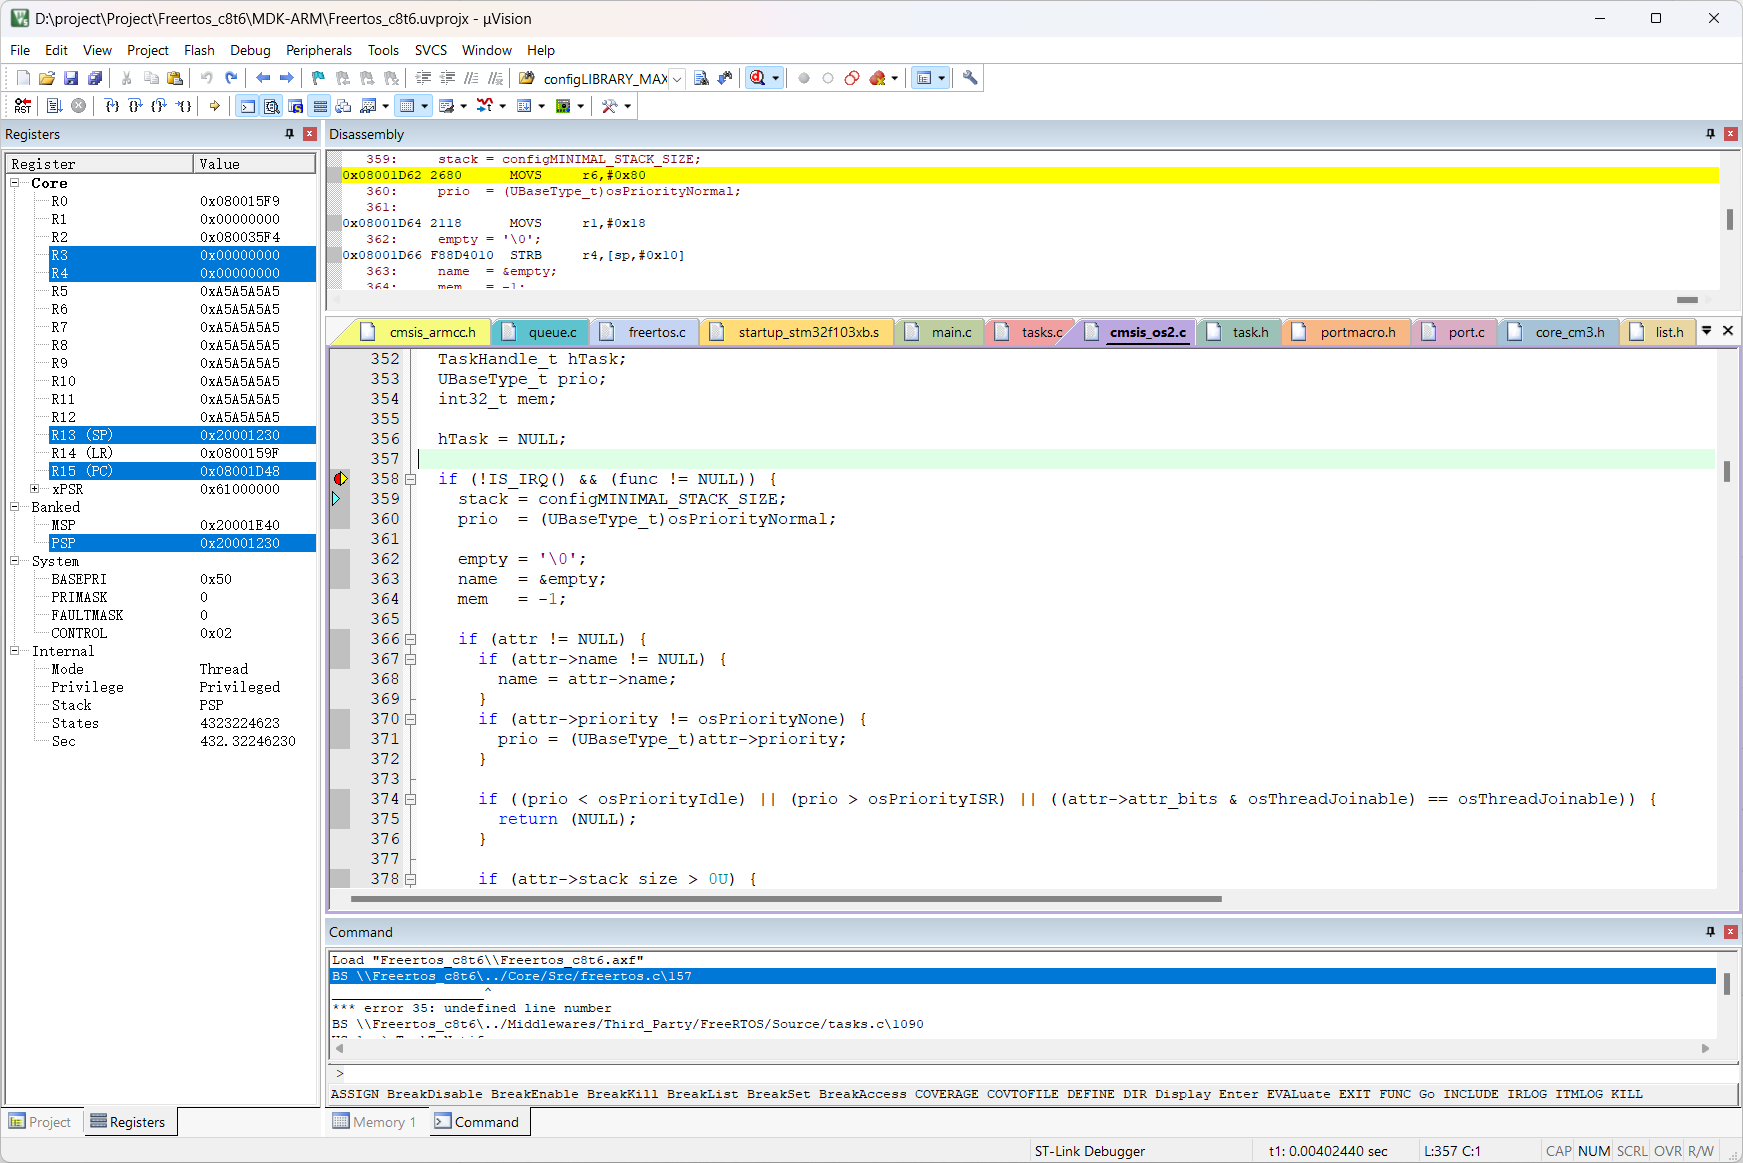 D:\project\Project\Freertos_c8t6\MDK-ARM\Freertos_c8t6.uvprojx - µVision
File Edit View Project Flash Debug Peripherals Tools SVCS Window Help
configLIBRARY_MAX
RST
Registers
Register Value
Core
R0 0x080015F9
R1 0x00000000
R2 0x080035F4
R3 0x00000000
R4 0x00000000
R5 0xA5A5A5A5
R6 0xA5A5A5A5
R7 0xA5A5A5A5
R8 0xA5A5A5A5
R9 0xA5A5A5A5
R10 0xA5A5A5A5
R11 0xA5A5A5A5
R12 0xA5A5A5A5
R13 (SP) 0x20001230
R14 (LR) 0x0800159F
R15 (PC) 0x08001D48
xPSR 0x61000000
Banked
MSP 0x20001E40
PSP 0x20001230
System
BASEPRI 0x50
PRIMASK 0
FAULTMASK 0
CONTROL 0x02
Internal
Mode Thread
Privilege Privileged
Stack PSP
States 4323224623
Sec 432.32246230
Project Registers
Disassembly
359: stack = configMINIMAL_STACK_SIZE;
0x08001D62 2680 MOVS r6,#0x80
360: prio = (UBaseType_t)osPriorityNormal;
361:
0x08001D64 2118 MOVS r1,#0x18
362: empty = '\0';
0x08001D66 F88D4010 STRB r4,[sp,#0x10]
363: name = &empty;
364: mem = -1;
cmsis_armcc.h queue.c freertos.c startup_stm32f103xb.s main.c tasks.c cmsis_os2.c task.h portmacro.h port.c core_cm3.h list.h
352 TaskHandle_t hTask;
353 UBaseType_t prio;
354 int32_t mem;
355
356 hTask = NULL;
357
358 if (!IS_IRQ() && (func != NULL)) {
359 stack = configMINIMAL_STACK_SIZE;
360 prio = (UBaseType_t)osPriorityNormal;
361
362 empty = '\0';
363 name = &empty;
364 mem = -1;
365
366 if (attr != NULL) {
367 if (attr->name != NULL) {
368 name = attr->name;
369 }
370 if (attr->priority != osPriorityNone) {
371 prio = (UBaseType_t)attr->priority;
372 }
373
374 if ((prio < osPriorityIdle) || (prio > osPriorityISR) || ((attr->attr_bits & osThreadJoinable) == osThreadJoinable)) {
375 return (NULL);
376 }
377
378 if (attr->stack_size > 0U) {
Command
Load "Freertos_c8t6\\Freertos_c8t6.axf"
BS \\Freertos_c8t6\../Core/Src/freertos.c\157
___________________^
*** error 35: undefined line number
BS \\Freertos_c8t6\../Middlewares/Third_Party/FreeRTOS/Source/tasks.c\1090
>
ASSIGN BreakDisable BreakEnable BreakKill BreakList BreakSet BreakAccess COVERAGE COVTOFILE DEFINE DIR Display Enter EVALuate EXIT FUNC Go INCLUDE IRLOG ITMLOG KILL
Memory 1 Command
ST-Link Debugger t1: 0.00402440 sec L:357 C:1 CAP NUM SCRL OVR R/W